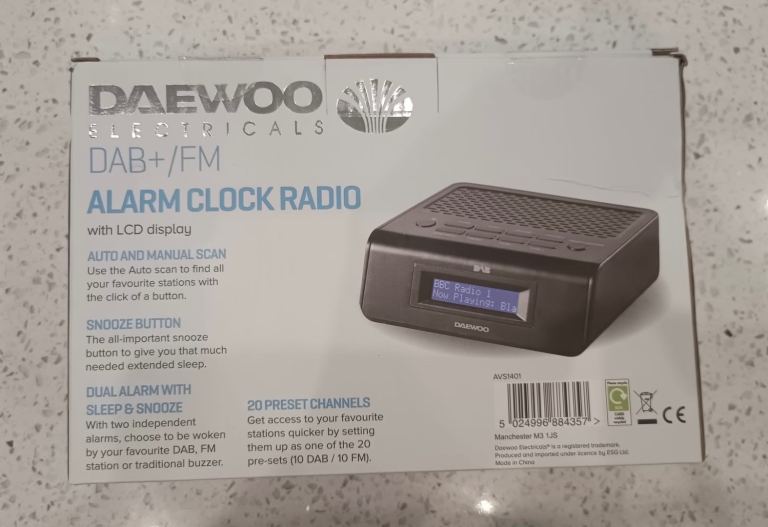 DAEWOO
ELECTRICALS
DAB+/FM
ALARM CLOCK RADIO
with LCD display
AUTO AND MANUAL SCAN
Use the Auto scan to find all
your favourite stations with
the click of a button.
SNOOZE BUTTON
The all-important snooze
button to give you that much
needed extended sleep.
DUAL ALARM WITH
SLEEP & SNOOZE
With two independent
alarms, choose to be woken
by your favourite DAB, FM
station or traditional buzzer.
20 PRESET CHANNELS
Get access to your favourite
stations quicker by setting
them up as one of the 20
pre-sets (10 DAB / 10 FM).
DAB
BBC Radio 1
Now Playing: Bla
DAEWOO
AVS1401
5 024996 884357 >
Manchester M3 1JS
Daewoo Electricals® is a registered trademark.
Produced and imported under licence by ESG Ltd.
Made in China
CE